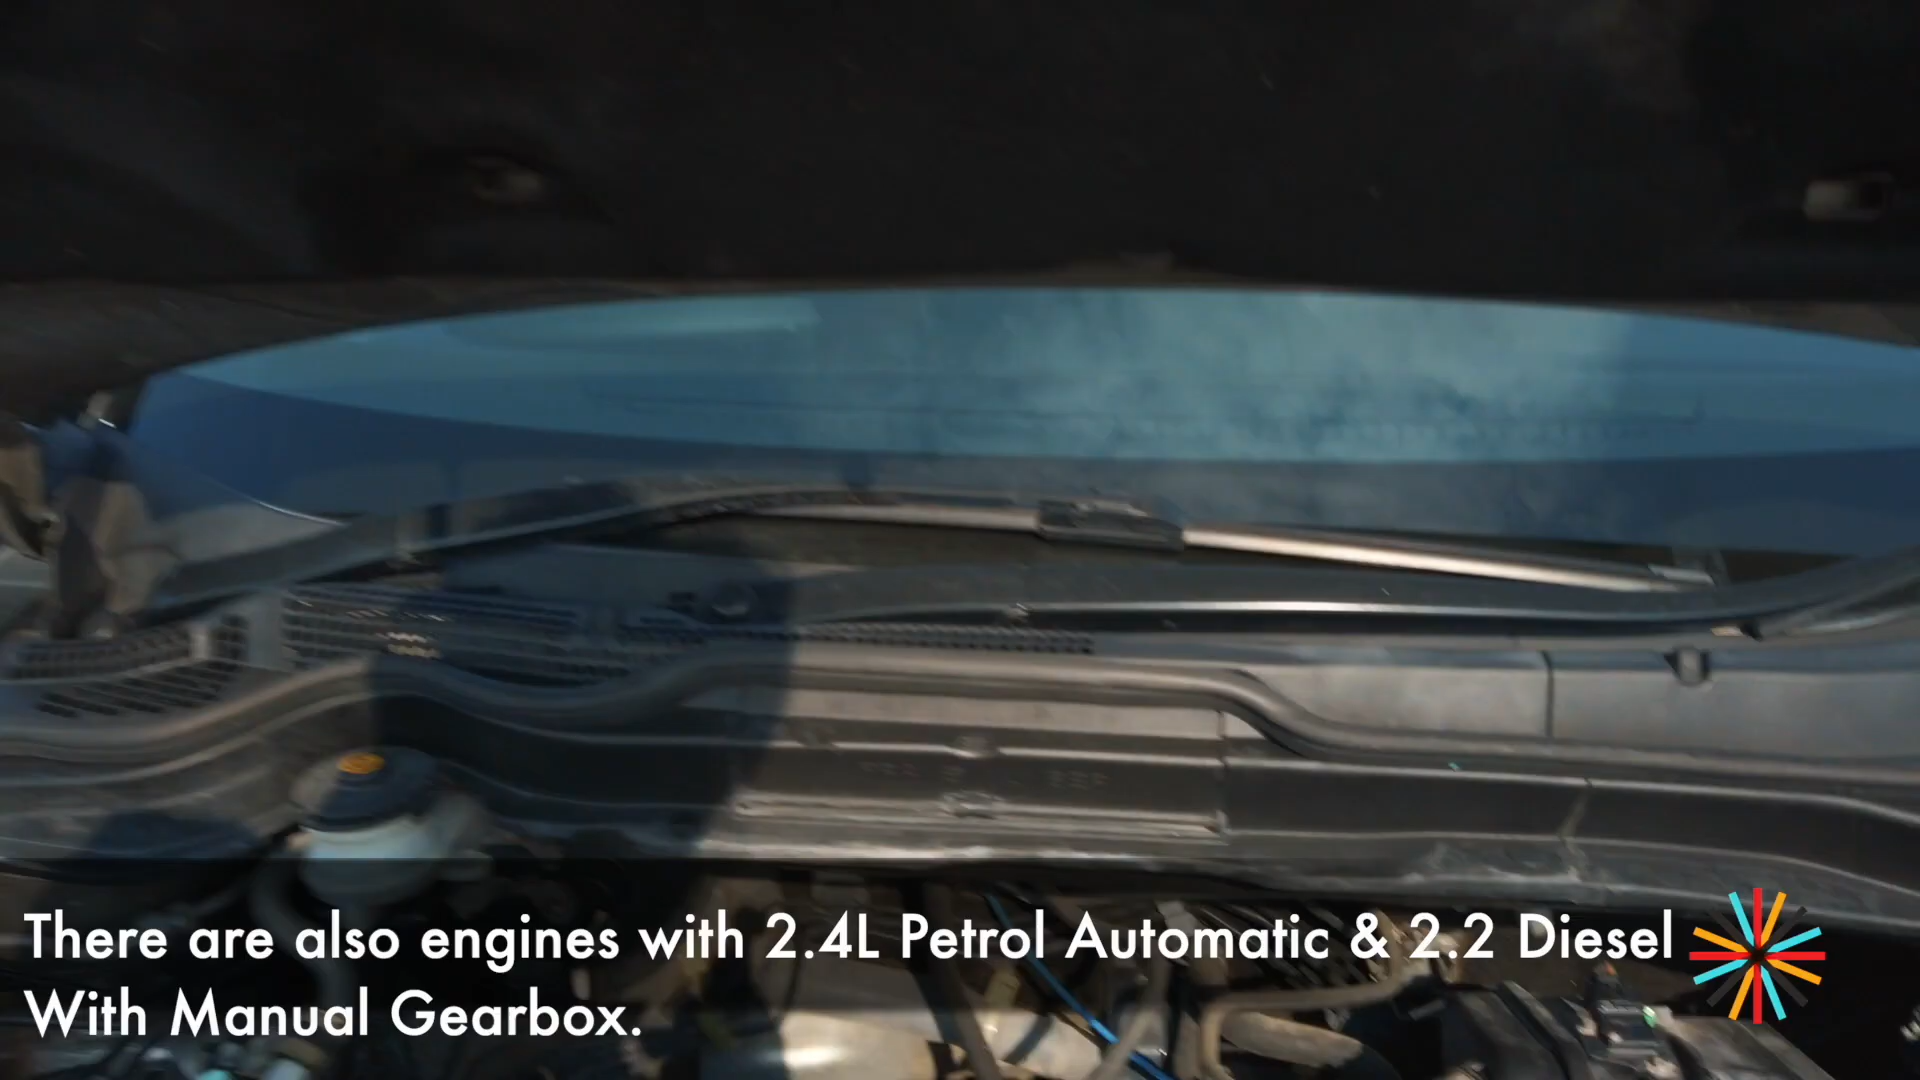 There are also engines with 2.4L Petrol Automatic & 2.2 Diesel
With Manual Gearbox.